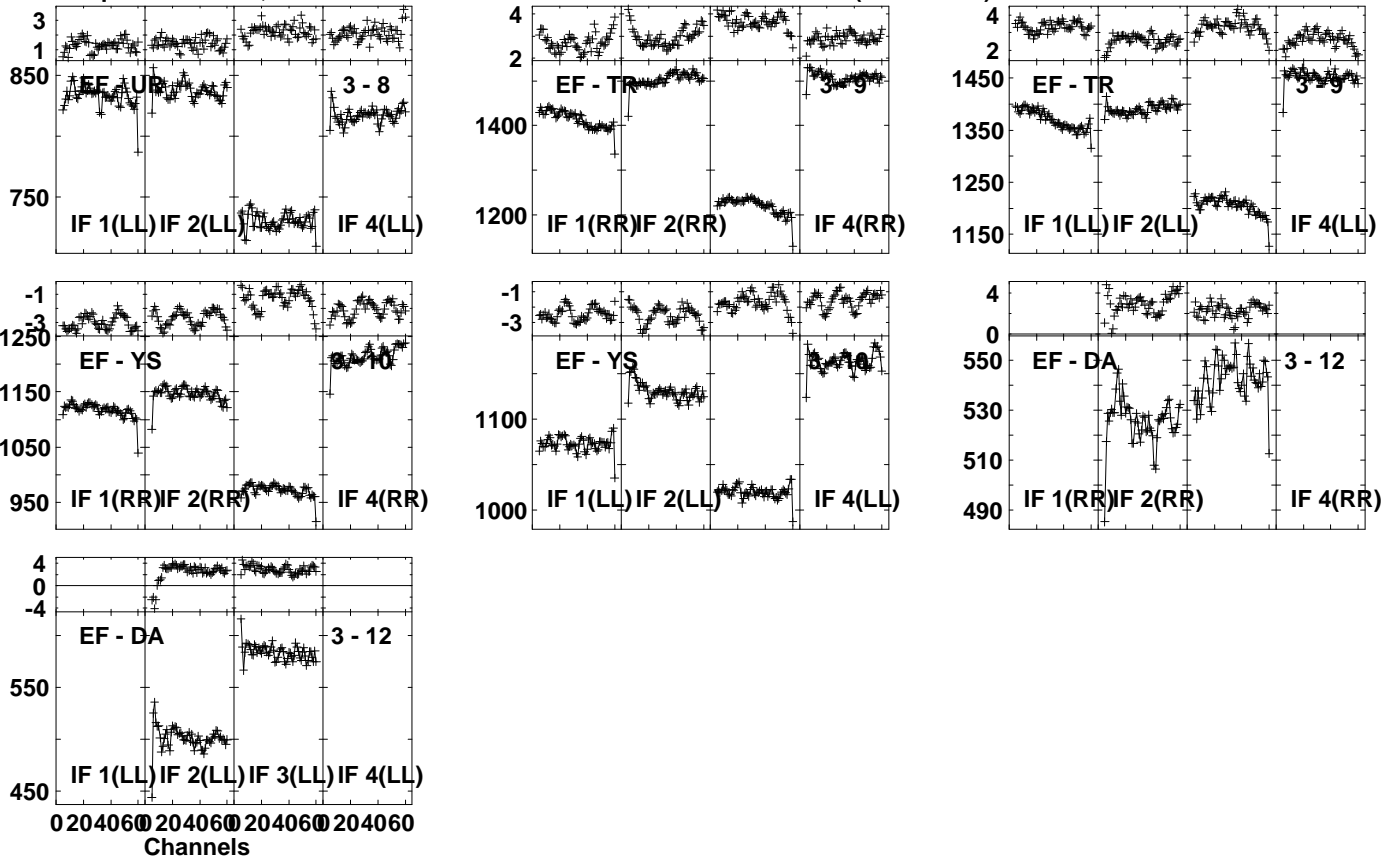 3
1
850
750
EF - UR
3 - 8
IF 1(LL)
IF 2(LL)
IF 4(LL)
4
2
1400
1200
EF - TR
3 - 9
IF 1(RR)
IF 2(RR)
IF 4(RR)
4
2
1450
1350
1250
1150
EF - TR
3 - 9
IF 1(LL)
IF 2(LL)
IF 4(LL)
-1
-3
1250
1150
1050
950
EF - YS
3 - 10
IF 1(RR)
IF 2(RR)
IF 4(RR)
-1
-3
1100
1000
EF - YS
3 - 10
IF 1(LL)
IF 2(LL)
IF 4(LL)
4
0
550
530
510
490
EF - DA
3 - 12
IF 1(RR)
IF 2(RR)
IF 4(RR)
4
0
-4
550
450
EF - DA
3 - 12
IF 1(LL)
IF 2(LL)
IF 3(LL)
IF 4(LL)
0 20 40 60 0 20 40 60 0 20 40 60 0 20 40 60
Channels